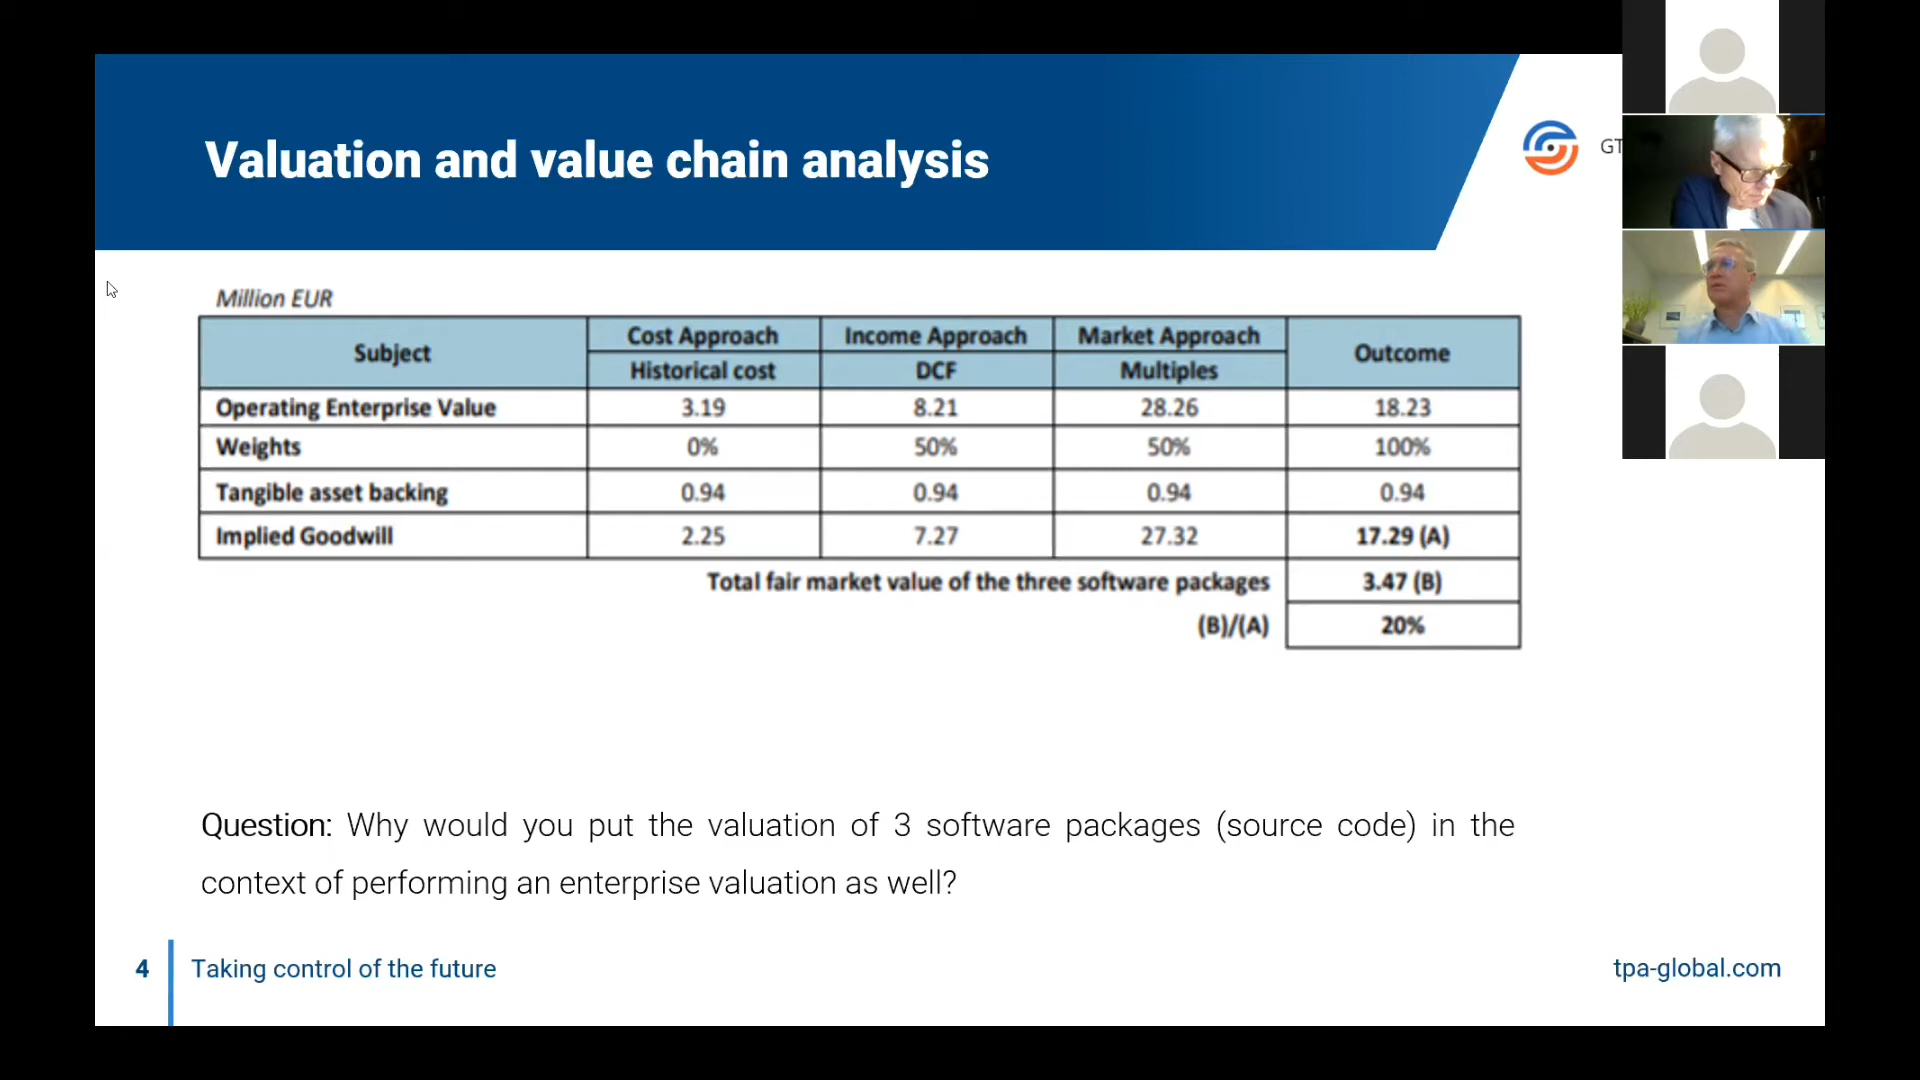 Valuation and value chain analysis
GT
Million EUR
Subject Cost Approach Income Approach Market Approach Outcome
Historical cost DCF Multiples
Operating Enterprise Value 3.19 8.21 28.26 18.23
Weights 0% 50% 50% 100%
Tangible asset backing 0.94 0.94 0.94 0.94
Implied Goodwill 2.25 7.27 27.32 17.29 (A)
Total fair market value of the three software packages 3.47 (B)
(B)/(A) 20%
Question: Why would you put the valuation of 3 software packages (source code) in the
context of performing an enterprise valuation as well?
4 Taking control of the future tpa-global.com